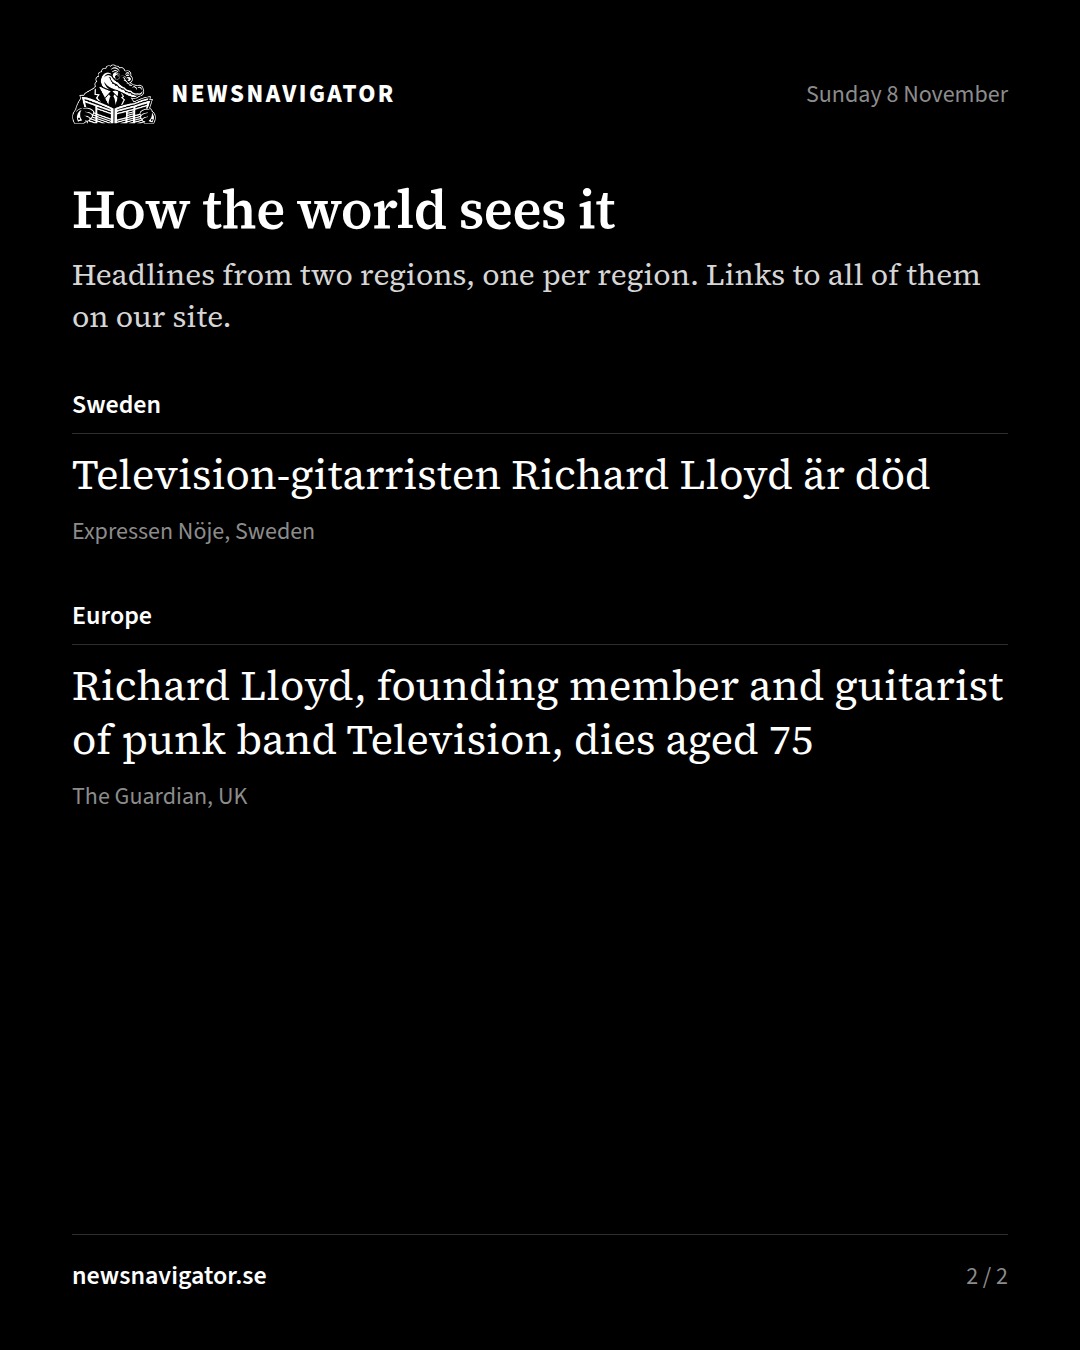 NEWSNAVIGATOR
Sunday 8 November
How the world sees it
Headlines from two regions, one per region. Links to all of them
on our site.
Sweden
Television-gitarristen Richard Lloyd är död
Expressen Nöje, Sweden
Europe
Richard Lloyd, founding member and guitarist
of punk band Television, dies aged 75
The Guardian, UK
newsnavigator.se
2 / 2